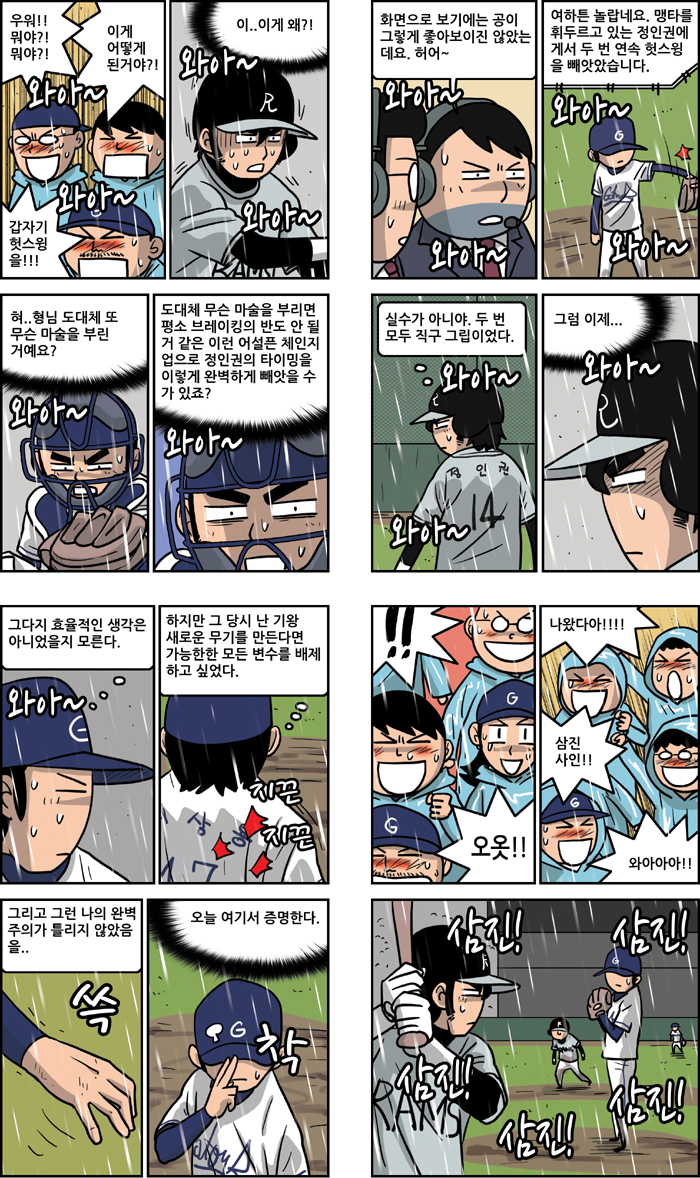 우워!!
뭐야?!
뭐야?!
이게
어떻게
된거야?!
와아~
와아~
갑자기
헛스윙
을!!!
G
이..이게 왜?!
와아~
R
와아~
RAMS
화면으로 보기에는 공이
그렇게 좋아보이진 않았는
데요. 허어~
와아~
와아~
여하튼 놀랍네요. 맹타를
휘두르고 있는 정인권에
게서 두 번 연속 헛스윙
을 빼앗았습니다.
와아~
G
와아~
혀..형님 도대체 또
무슨 마술을 부린
거예요?
와아~
도대체 무슨 마술을 부리면
평소 브레이킹의 반도 안 될
거 같은 이런 어설픈 체인지
업으로 정인권의 타이밍을
이렇게 완벽하게 빼앗을 수
가 있죠?
와아~
실수가 아니야. 두 번
모두 직구 그립이었다.
와아~
정인권
14
와아~
그럼 이제...
와아~
그다지 효율적인 생각은
아니었을지 모른다.
와아~
G
하지만 그 당시 난 기왕
새로운 무기를 만든다면
가능한한 모든 변수를 배제
하고 싶었다.
지끈
지끈
상
17
!!
G
G
오옷!!
나왔다아!!!!
삼진
사인!!
G
와아아아!!
그리고 그런 나의 완벽
주의가 틀리지 않았음
을..
쓱
오늘 여기서 증명한다.
G
착
삼진!
삼진!
R
G
삼진!
삼진!
RAMS
삼진!